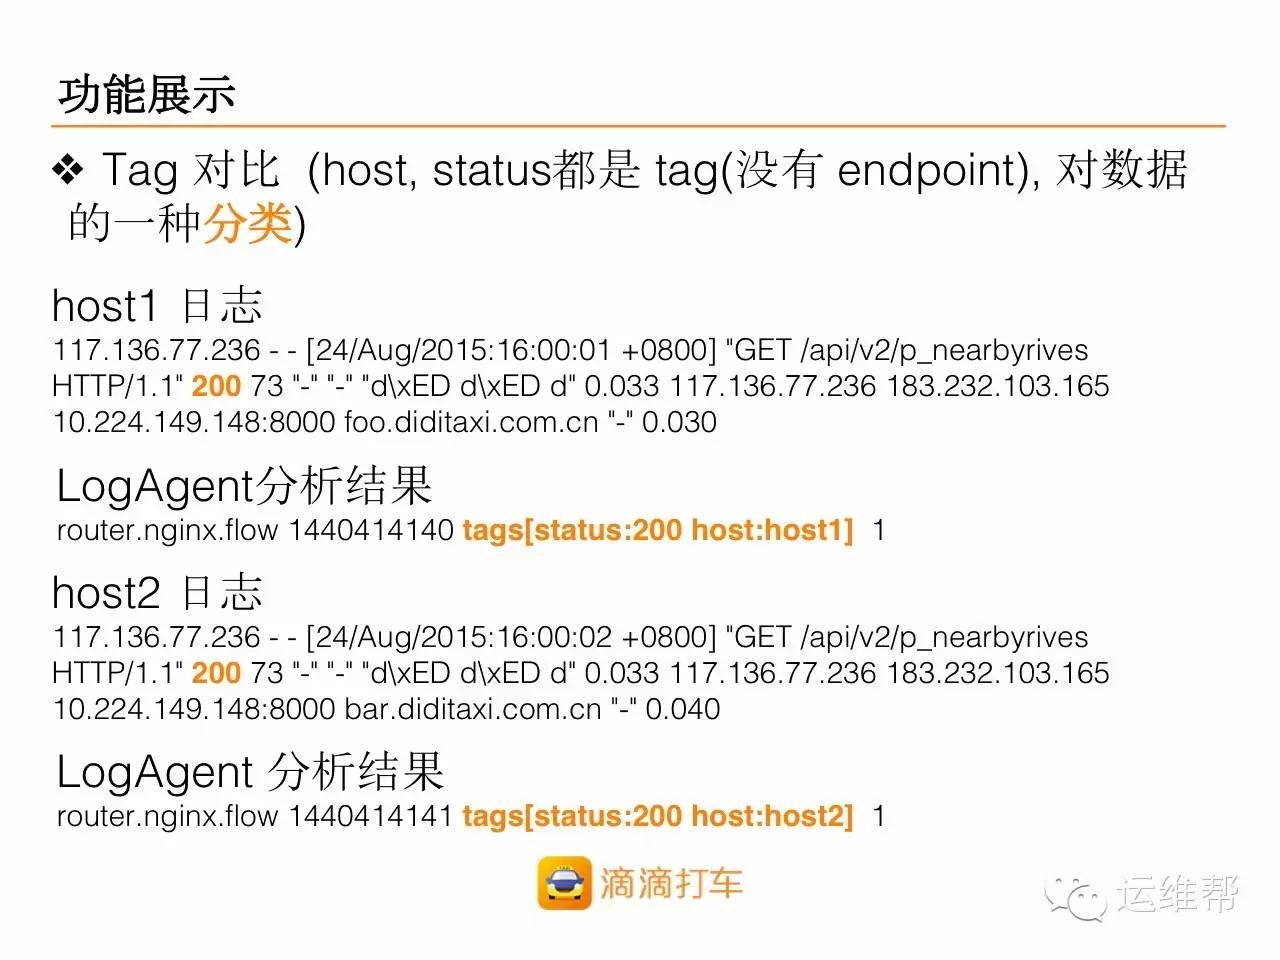 功能展示
❖ Tag 对比 (host, status都是 tag(没有 endpoint), 对数据
的一种分类)
host1 日志
117.136.77.236 - - [24/Aug/2015:16:00:01 +0800] "GET /api/v2/p_nearbyrives
HTTP/1.1" 200 73 "-" "-" "d\xED d\xED d" 0.033 117.136.77.236 183.232.103.165
10.224.149.148:8000 foo.diditaxi.com.cn "-" 0.030
LogAgent分析结果
router.nginx.flow 1440414140 tags[status:200 host:host1] 1
host2 日志
117.136.77.236 - - [24/Aug/2015:16:00:02 +0800] "GET /api/v2/p_nearbyrives
HTTP/1.1" 200 73 "-" "-" "d\xED d\xED d" 0.033 117.136.77.236 183.232.103.165
10.224.149.148:8000 bar.diditaxi.com.cn "-" 0.040
LogAgent 分析结果
router.nginx.flow 1440414141 tags[status:200 host:host2] 1
滴滴打车
运维帮